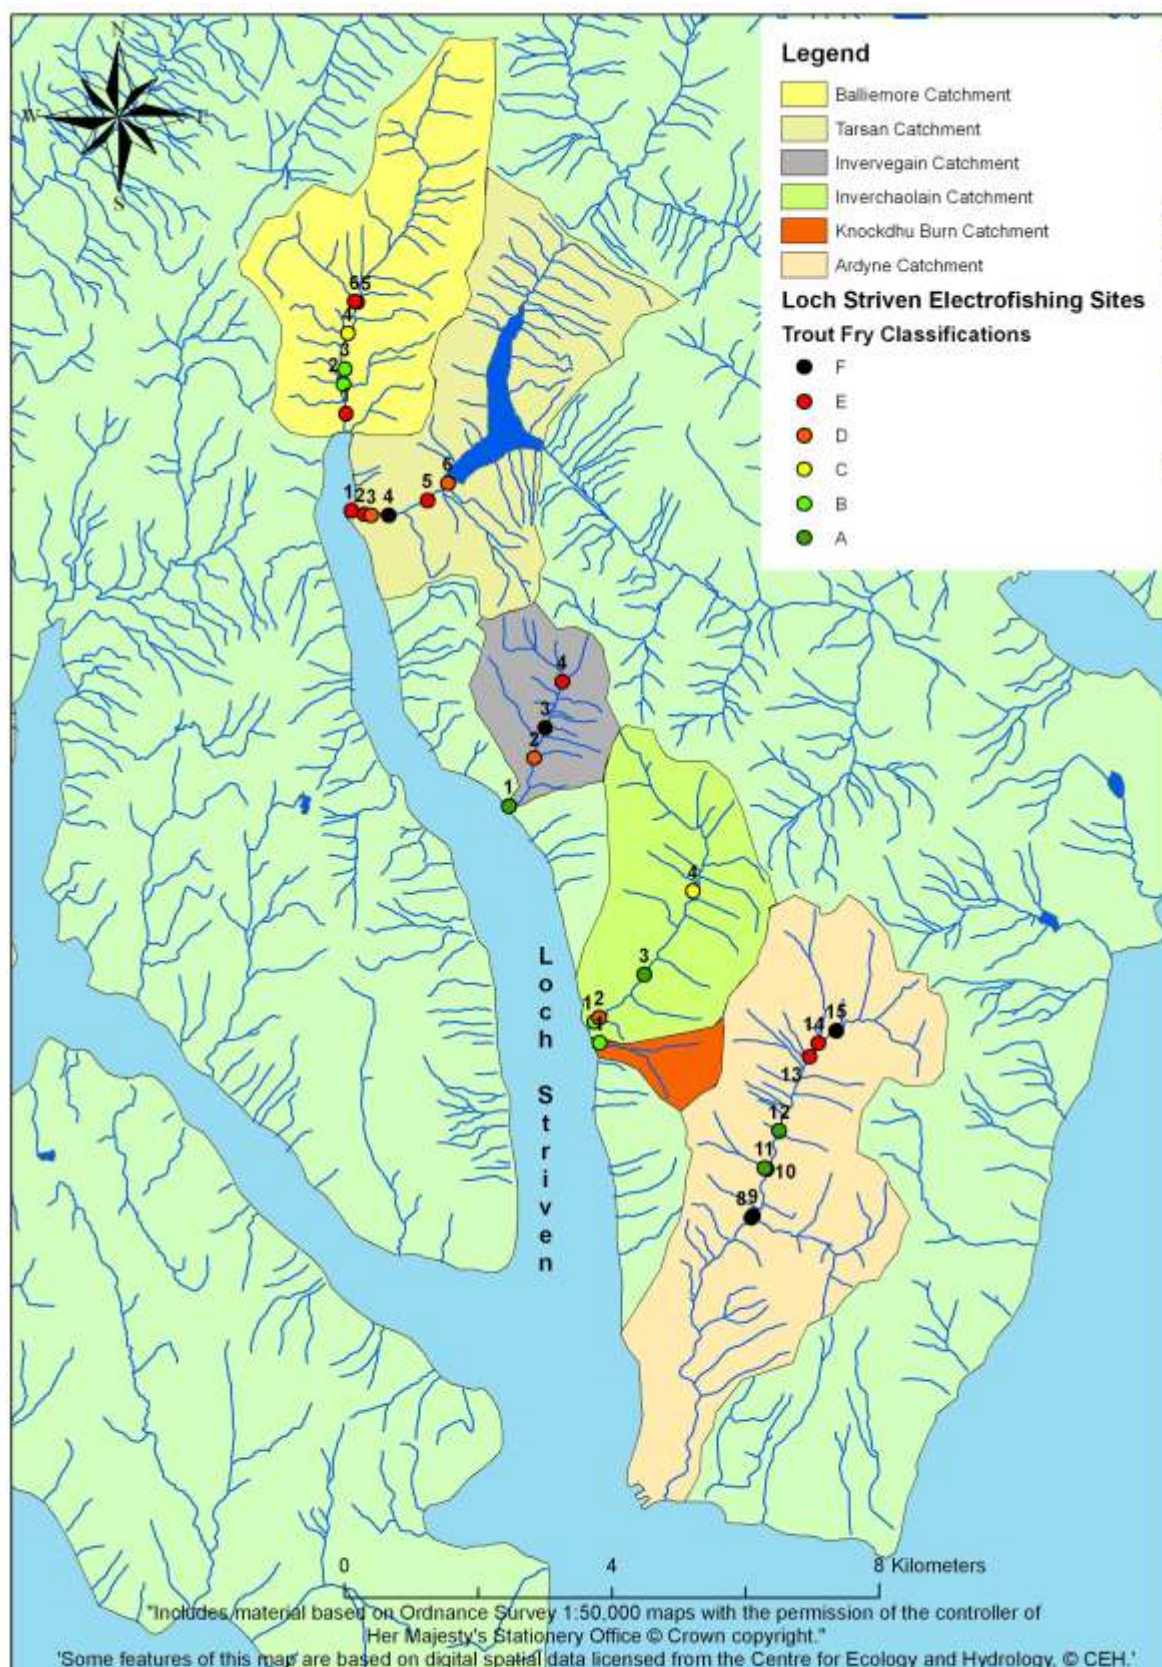 N
W
E
S
Legend
Balliemore Catchment
Tarsan Catchment
Invervegain Catchment
Inverchaolain Catchment
Knockdhu Burn Catchment
Ardyne Catchment
Loch Striven Electrofishing Sites
Trout Fry Classifications
F
E
D
C
B
A
6 5
4
3
2
1
6
5
1 2 3 4
4
3
2
1
4
3
1 2
1
15
14
13
12
11
10
8 9
Loch Striven
0 4 8 Kilometers
"Includes material based on Ordnance Survey 1:50,000 maps with the permission of the controller of
Her Majesty's Stationery Office © Crown copyright."
'Some features of this map are based on digital spatial data licensed from the Centre for Ecology and Hydrology, © CEH.'